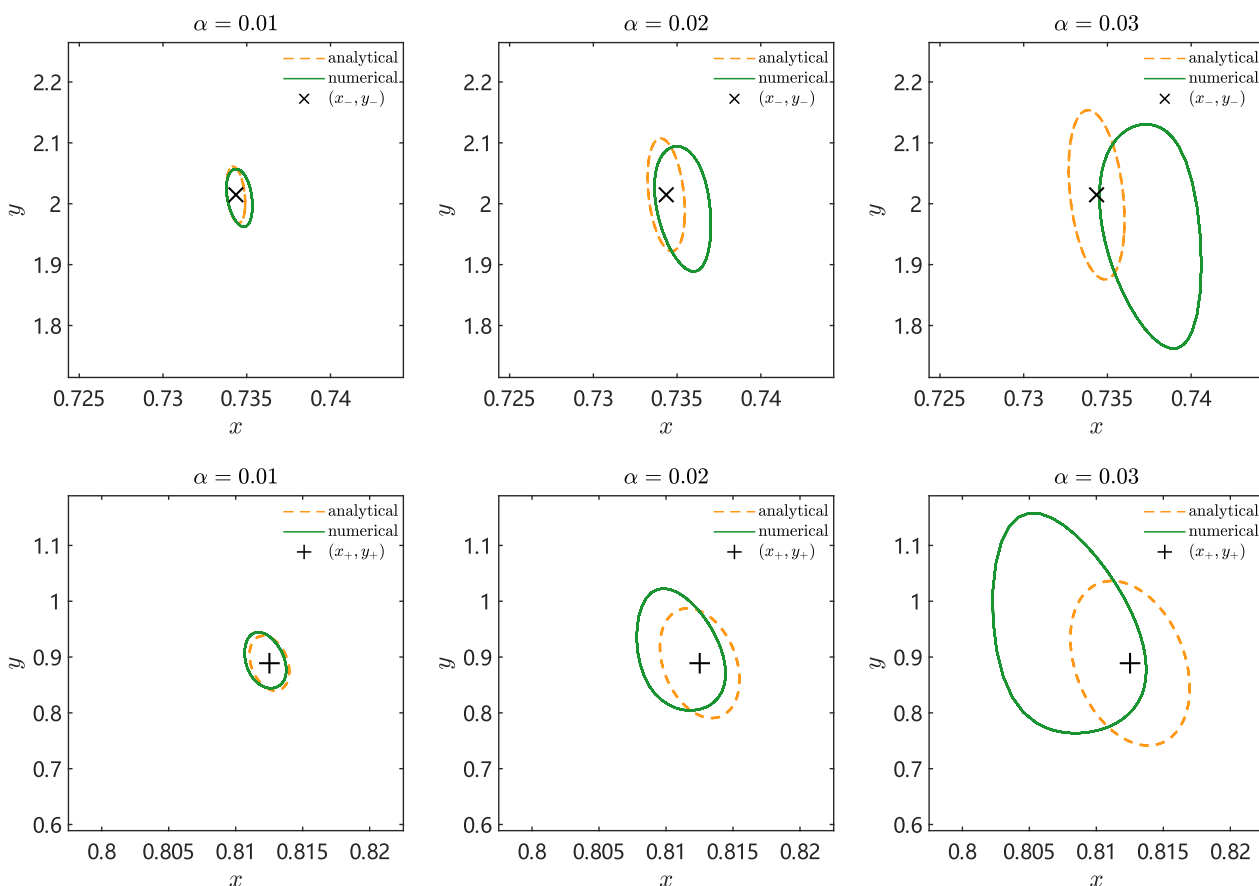 α = 0.01
analytical
numerical
(x₋, y₋)
2.2
2.1
2
1.9
1.8
y
0.725
0.73
0.735
0.74
x
α = 0.02
analytical
numerical
(x₋, y₋)
2.2
2.1
2
1.9
1.8
y
0.725
0.73
0.735
0.74
x
α = 0.03
analytical
numerical
(x₋, y₋)
2.2
2.1
2
1.9
1.8
y
0.725
0.73
0.735
0.74
x
α = 0.01
analytical
numerical
(x₊, y₊)
1.1
1
0.9
0.8
0.7
0.6
y
0.8
0.805
0.81
0.815
0.82
x
α = 0.02
analytical
numerical
(x₊, y₊)
1.1
1
0.9
0.8
0.7
0.6
y
0.8
0.805
0.81
0.815
0.82
x
α = 0.03
analytical
numerical
(x₊, y₊)
1.1
1
0.9
0.8
0.7
0.6
y
0.8
0.805
0.81
0.815
0.82
x